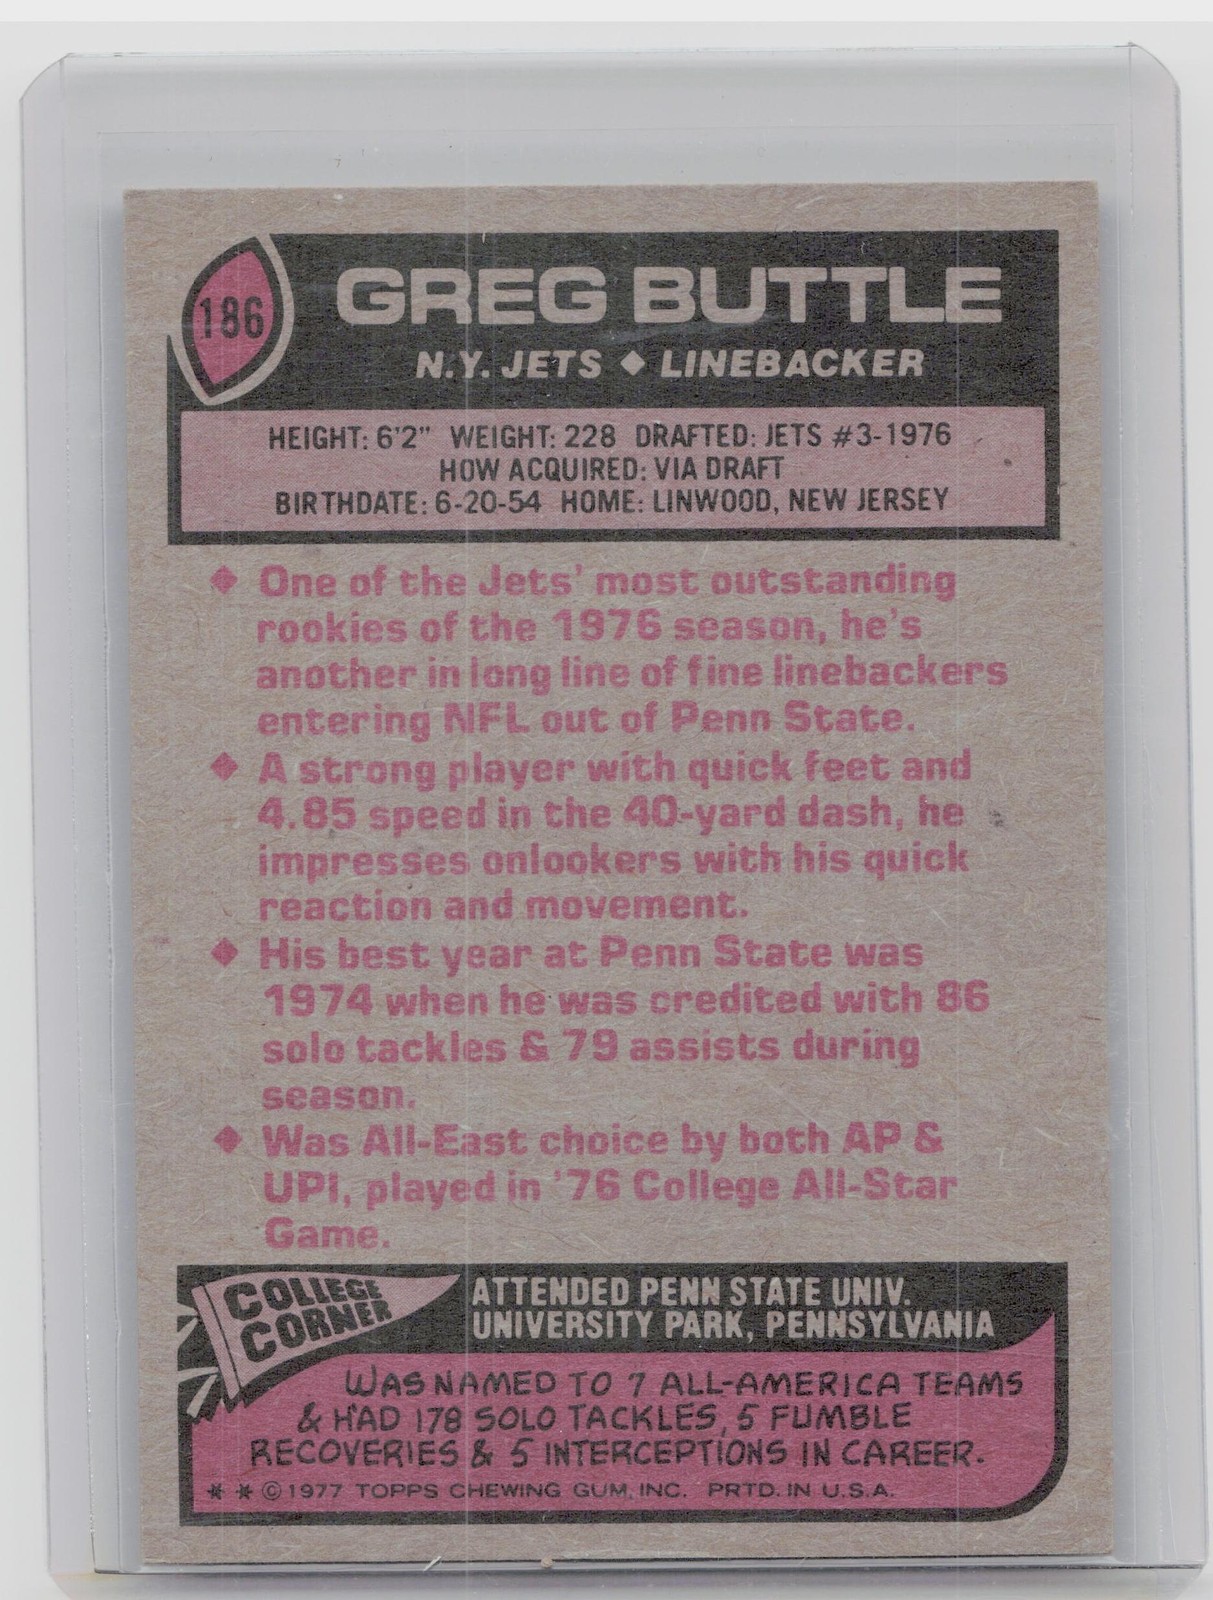 186
GREG BUTTLE
N.Y. JETS ♦ LINEBACKER
HEIGHT: 6'2" WEIGHT: 228 DRAFTED: JETS #3-1976
HOW ACQUIRED: VIA DRAFT
BIRTHDATE: 6-20-54 HOME: LINWOOD, NEW JERSEY
♦ One of the Jets' most outstanding
rookies of the 1976 season, he's
another in long line of fine linebackers
entering NFL out of Penn State.
♦ A strong player with quick feet and
4.85 speed in the 40-yard dash, he
impresses onlookers with his quick
reaction and movement.
♦ His best year at Penn State was
1974 when he was credited with 86
solo tackles & 79 assists during
season.
♦ Was All-East choice by both AP &
UPI, played in '76 College All-Star
Game.
COLLEGE
CORNER
ATTENDED PENN STATE UNIV.
UNIVERSITY PARK, PENNSYLVANIA
WAS NAMED TO 7 ALL-AMERICA TEAMS
& HAD 178 SOLO TACKLES, 5 FUMBLE
RECOVERIES & 5 INTERCEPTIONS IN CAREER.
* * © 1977 TOPPS CHEWING GUM, INC. PRTD. IN U.S.A.